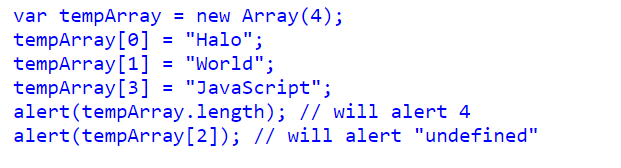 var tempArray = new Array(4);
tempArray[0] = "Halo";
tempArray[1] = "World";
tempArray[3] = "JavaScript";
alert(tempArray.length); // will alert 4
alert(tempArray[2]); // will alert "undefined"